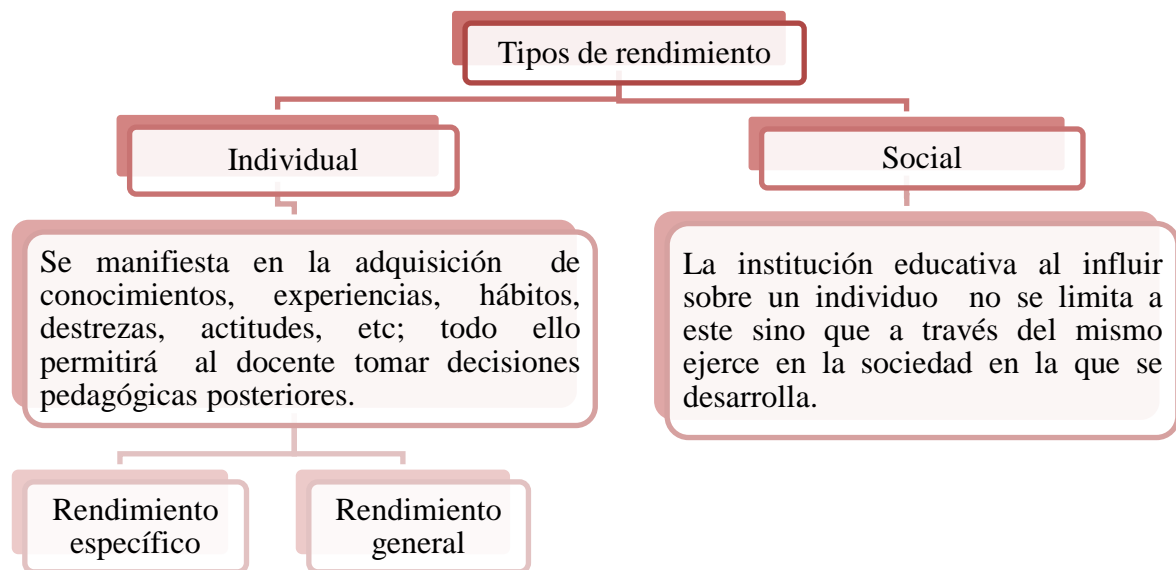 Tipos de rendimiento
Individual
Social
Se manifiesta en la adquisición de
conocimientos, experiencias, hábitos,
destrezas, actitudes, etc; todo ello
permitirá al docente tomar decisiones
pedagógicas posteriores.
La institución educativa al influir
sobre un individuo no se limita a
este sino que a través del mismo
ejerce en la sociedad en la que se
desarrolla.
Rendimiento
específico
Rendimiento
general